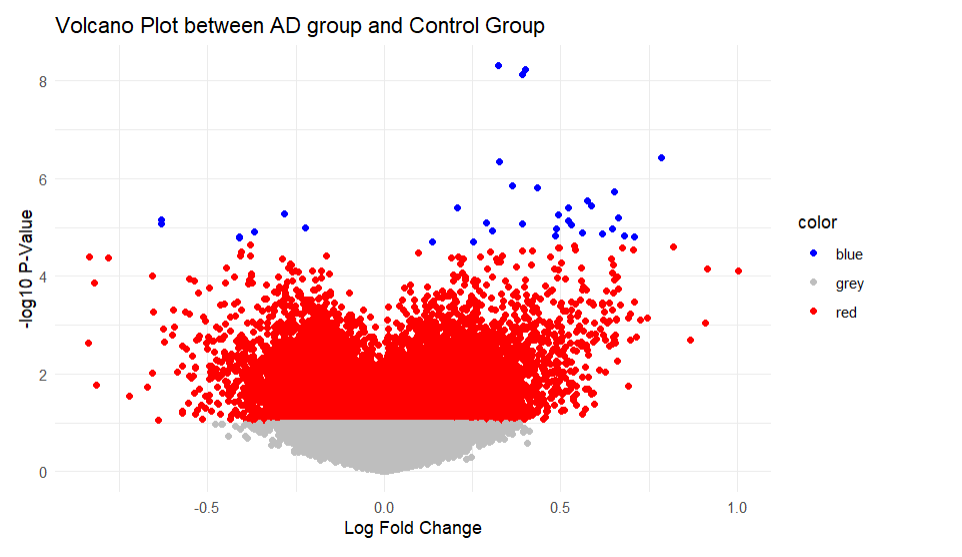 Volcano Plot between AD group and Control Group
8
6
4
2
0
-log10 P-Value
-0.5
0.0
0.5
1.0
Log Fold Change
color
blue
grey
red